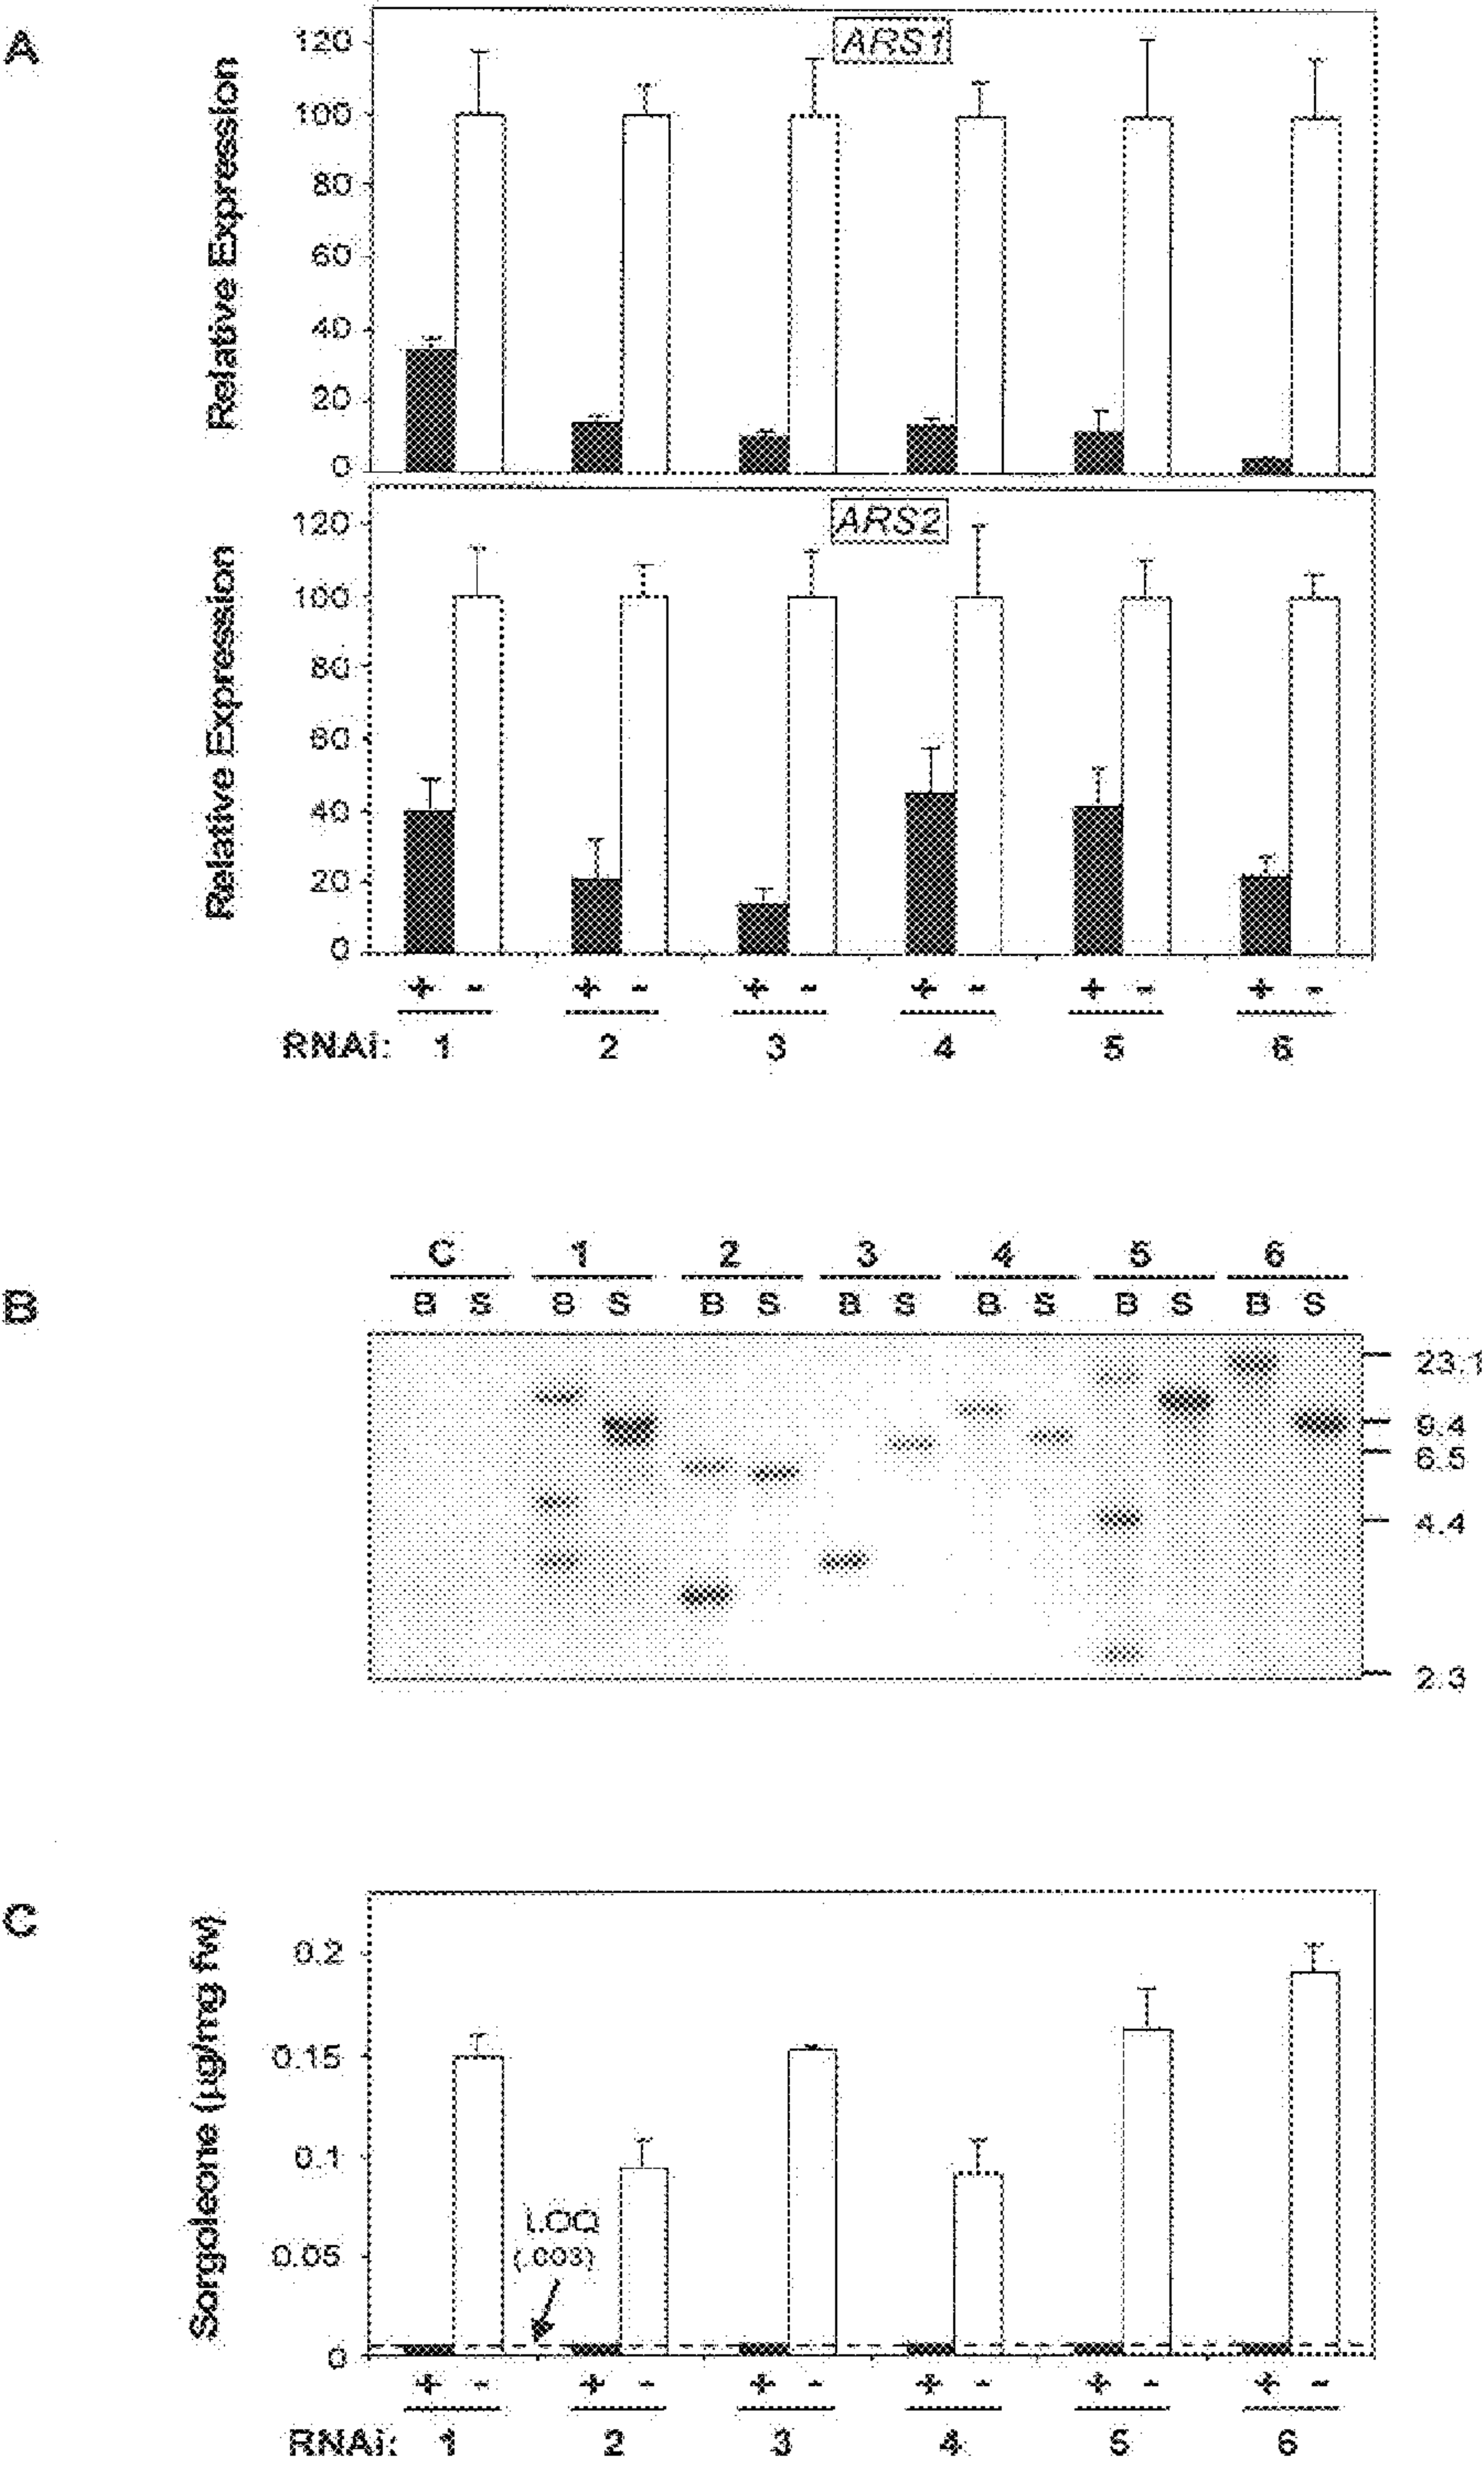 A
Relative Expression
ARS1
120
100
80
60
40
20
0
Relative Expression
ARS2
120
100
80
60
40
20
0
+ - + - + - + - + - + -
RNAi: 1 2 3 4 5 6
B
C 1 2 3 4 5 6
B S B S B S B S B S B S B S
23.1
9.4
6.5
4.4
2.3
C
Sorgoleone (µg/mg fw)
0.2
0.15
0.1
0.05
0
LOQ
(.003)
+ - + - + - + - + - + -
RNAi: 1 2 3 4 5 6